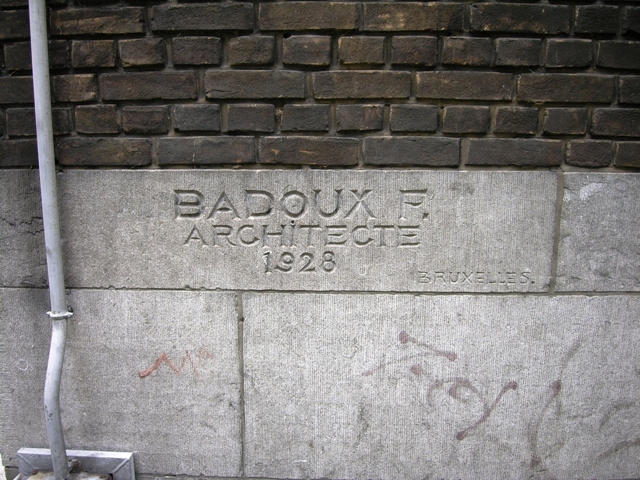 BADOUX F.
ARCHiTECTE
1928
BRUXELLES.